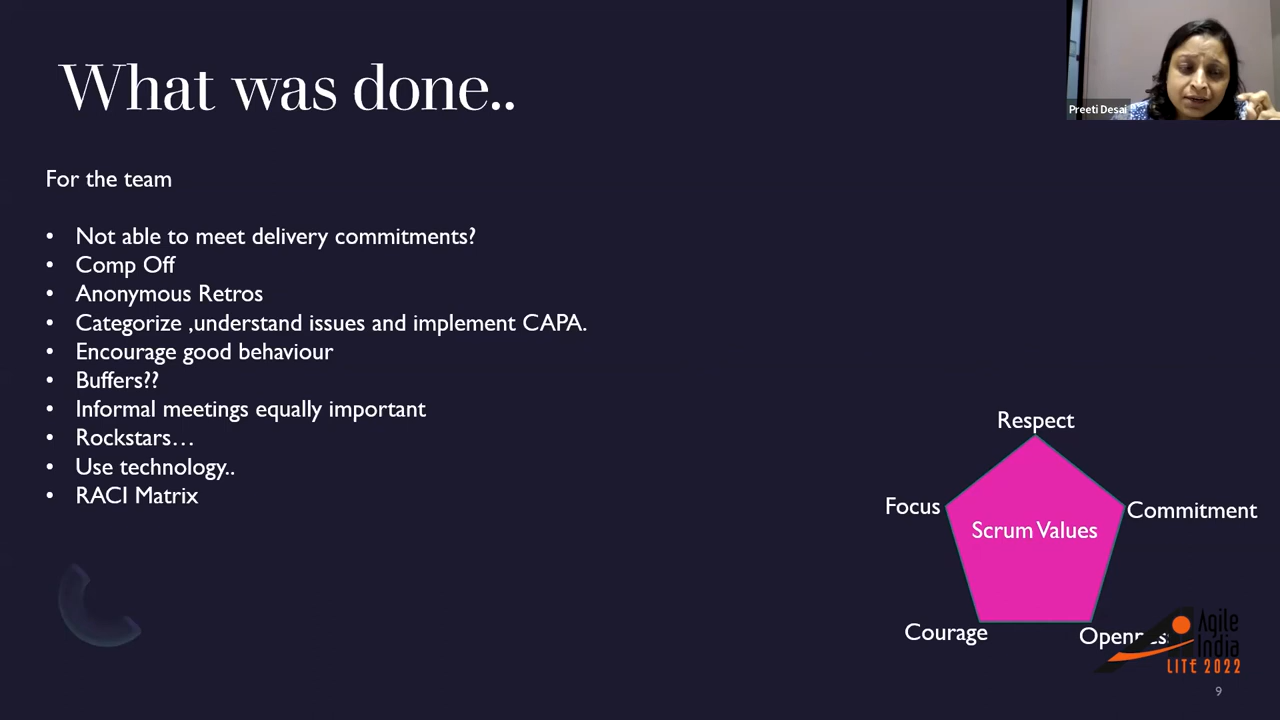 What was done..
Preeti Desai
For the team
• Not able to meet delivery commitments?
• Comp Off
• Anonymous Retros
• Categorize ,understand issues and implement CAPA.
• Encourage good behaviour
• Buffers??
• Informal meetings equally important
• Rockstars...
• Use technology..
• RACI Matrix
Respect
Focus
Commitment
Scrum Values
Courage
Openness
Agile
India
LITE 2022
9